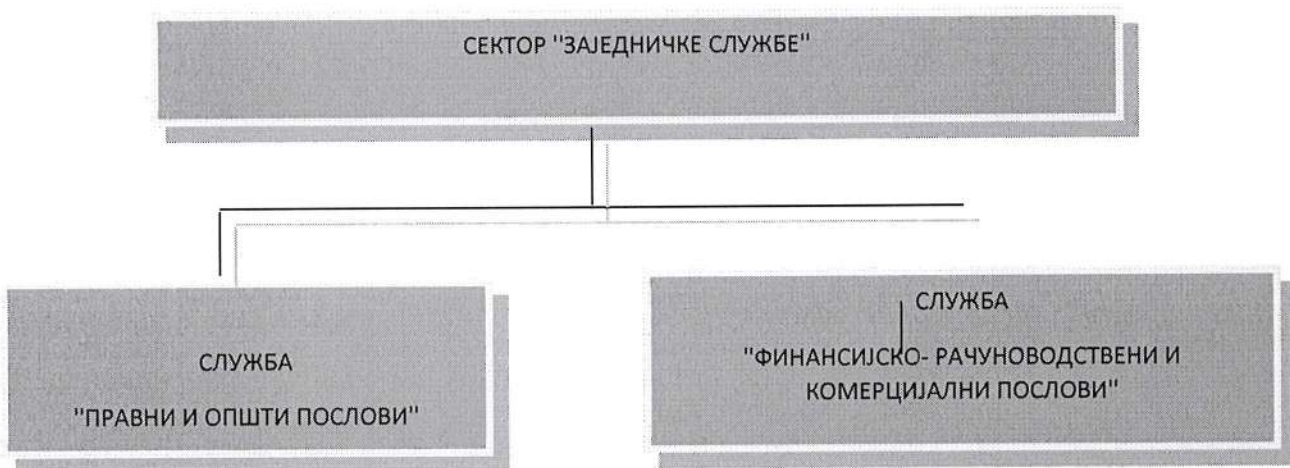 СЕКТОР "ЗАЈЕДНИЧКЕ СЛУЖБЕ"
СЛУЖБА
"ПРАВНИ И ОПШТИ ПОСЛОВИ"
СЛУЖБА
"ФИНАНСИЈСКО- РАЧУНОВОДСТВЕНИ И
КОМЕРЦИЈАЛНИ ПОСЛОВИ"